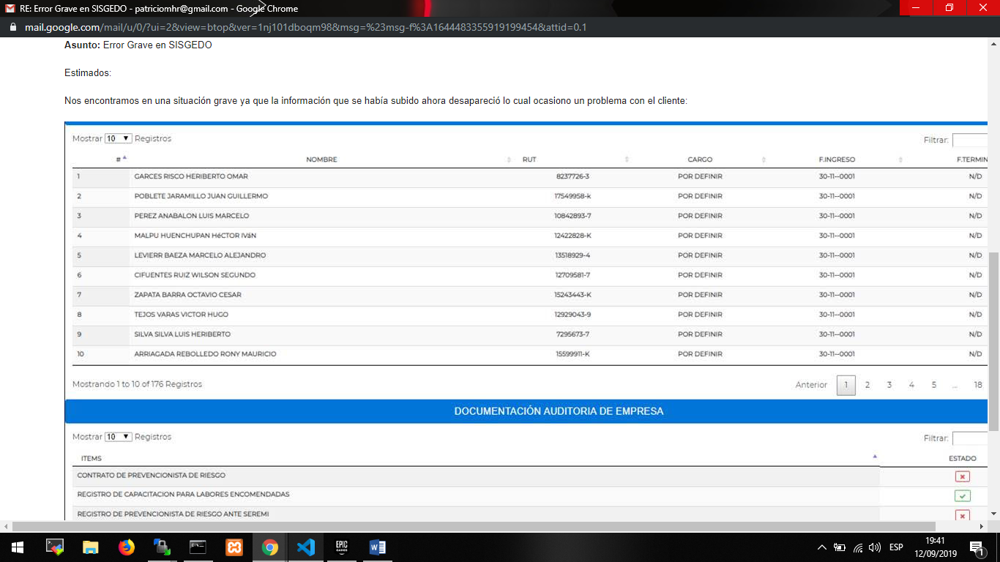 RE: Error Grave en SISGEDO - patriciomhr@gmail.com - Google Chrome
mail.google.com/mail/u/0/?ui=2&view=btop&ver=1nj101dboqm98&msg=%23msg-f%3A1644483355919199454&attid=0.1
Asunto: Error Grave en SISGEDO
Estimados:
Nos encontramos en una situación grave ya que la información que se había subido ahora desapareció lo cual ocasiono un problema con el cliente:
Mostrar 10 Registros Filtrar:
# NOMBRE RUT CARGO F.INGRESO F.TERMIN
1 GARCES RISCO HERIBERTO OMAR 8237726-3 POR DEFINIR 30-11--0001 N/D
2 POBLETE JARAMILLO JUAN GUILLERMO 17549958-k POR DEFINIR 30-11--0001 N/D
3 PEREZ ANABALON LUIS MARCELO 10842893-7 POR DEFINIR 30-11--0001 N/D
4 MALPU HUENCHUPAN HéCTOR IVáN 12422828-K POR DEFINIR 30-11--0001 N/D
5 LEVIERR BAEZA MARCELO ALEJANDRO 13518929-4 POR DEFINIR 30-11--0001 N/D
6 CIFUENTES RUIZ WILSON SEGUNDO 12709581-7 POR DEFINIR 30-11--0001 N/D
7 ZAPATA BARRA OCTAVIO CESAR 15243443-K POR DEFINIR 30-11--0001 N/D
8 TEJOS VARAS VICTOR HUGO 12929043-9 POR DEFINIR 30-11--0001 N/D
9 SILVA SILVA LUIS HERIBERTO 7295673-7 POR DEFINIR 30-11--0001 N/D
10 ARRIAGADA REBOLLEDO RONY MAURICIO 15599911-K POR DEFINIR 30-11--0001 N/D
Mostrando 1 to 10 of 176 Registros Anterior 1 2 3 4 5 ... 18
DOCUMENTACIÓN AUDITORIA DE EMPRESA
Mostrar 10 Registros Filtrar:
ITEMS ESTADO
CONTRATO DE PREVENCIONISTA DE RIESGO
REGISTRO DE CAPACITACION PARA LABORES ENCOMENDADAS
REGISTRO DE PREVENCIONISTA DE RIESGO ANTE SEREMI
EPIC GAMES
ESP
19:41
12/09/2019
1